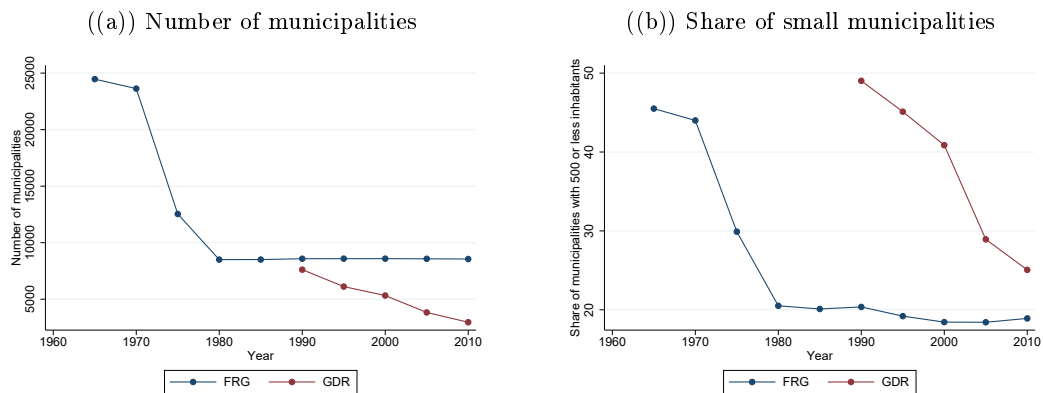 ((a)) Number of municipalities
Number of municipalities
25000
20000
15000
10000
5000
1960 1970 1980 1990 2000 2010
Year
FRG GDR
((b)) Share of small municipalities
Share of municipalities with 500 or less inhabitants
50
40
30
20
1960 1970 1980 1990 2000 2010
Year
FRG GDR